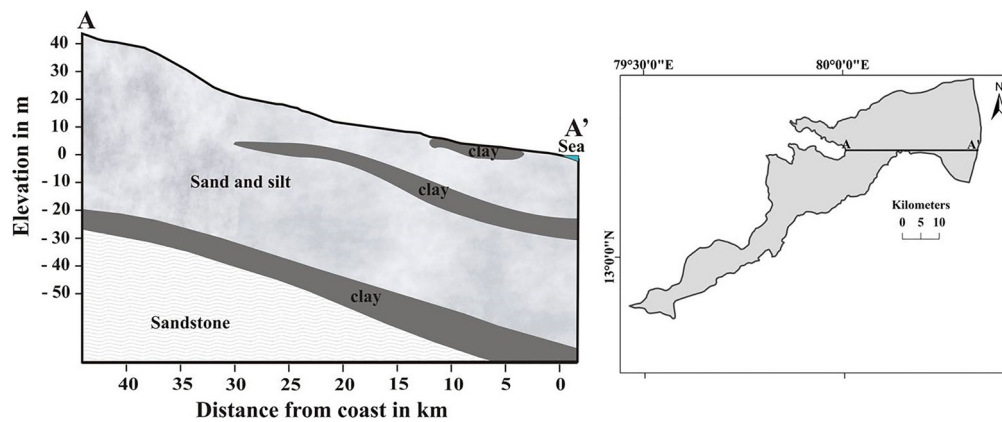 A
40
30
20
10
0
- 10
- 20
- 30
- 40
- 50
Elevation in m
A’
Sea
clay
clay
Sand and silt
clay
Sandstone
40 35 30 25 20 15 10 5 0
Distance from coast in km
79°30'0"E 80°0'0"E
N
A A'
Kilometers
0 5 10
13°0'0"N